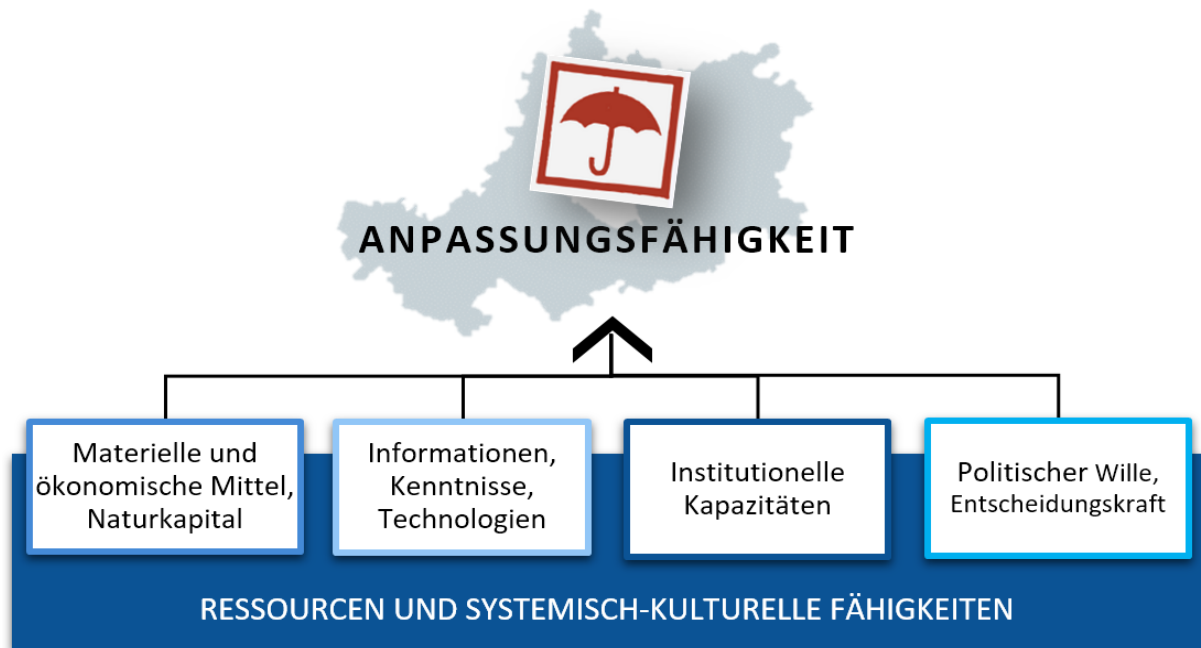 ANPASSUNGSFÄHIGKEIT
Materielle und
ökonomische Mittel,
Naturkapital
Informationen,
Kenntnisse,
Technologien
Institutionelle
Kapazitäten
Politischer Wille,
Entscheidungskraft
RESSOURCEN UND SYSTEMISCH-KULTURELLE FÄHIGKEITEN